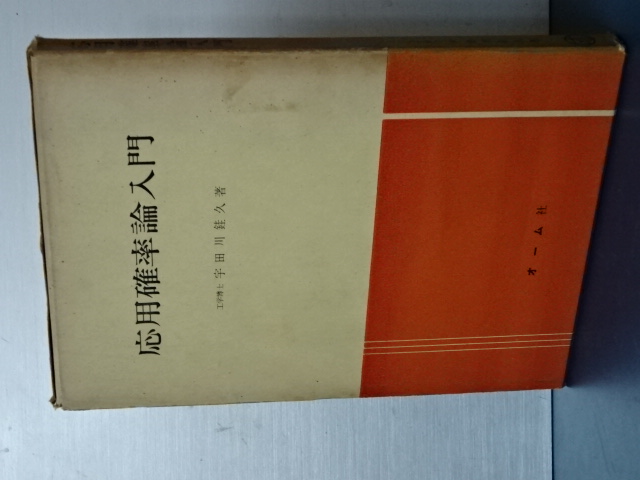 応用確率論入門
工学博士 宇田川銈久著
オーム社